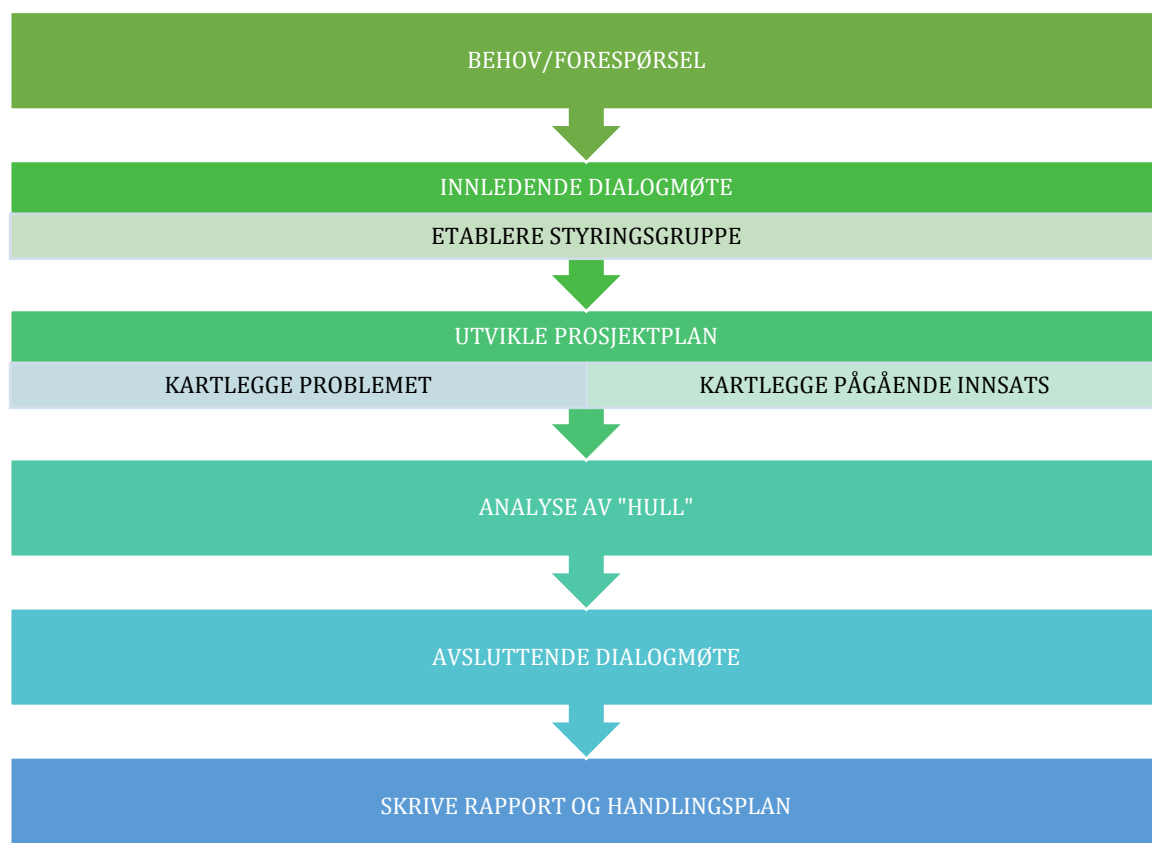 BEHOV/FORESPØRSEL
INNLEDENDE DIALOGMØTE
ETABLERE STYRINGSGRUPPE
UTVIKLE PROSJEKTPLAN
KARTLEGGE PROBLEMET
KARTLEGGE PÅGÅENDE INNSATS
ANALYSE AV "HULL"
AVSLUTTENDE DIALOGMØTE
SKRIVE RAPPORT OG HANDLINGSPLAN